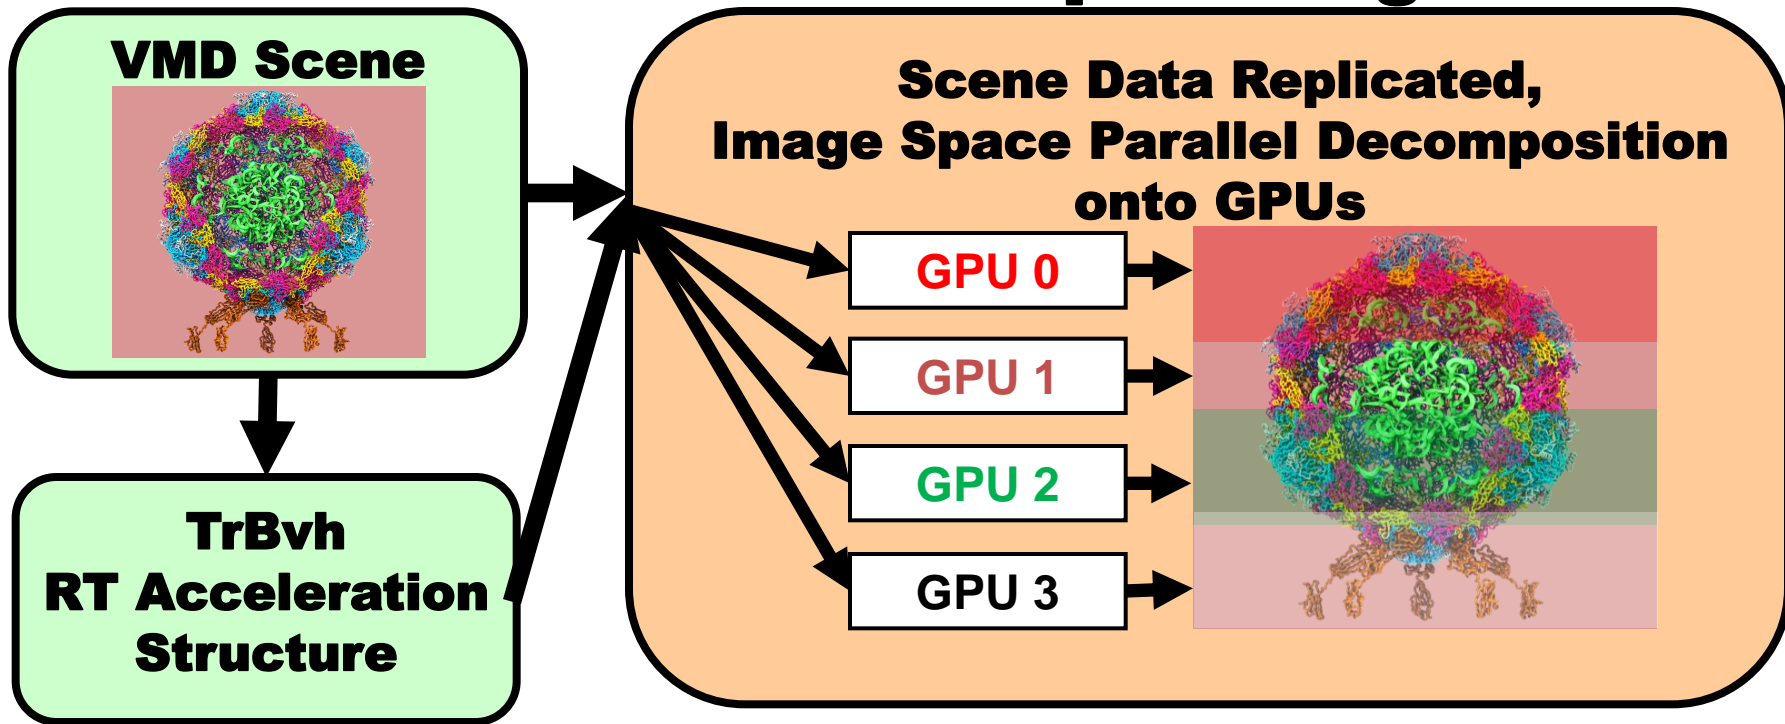 VMD Scene
Scene Data Replicated,
Image Space Parallel Decomposition
onto GPUs
GPU 0
GPU 1
GPU 2
GPU 3
TrBvh
RT Acceleration
Structure